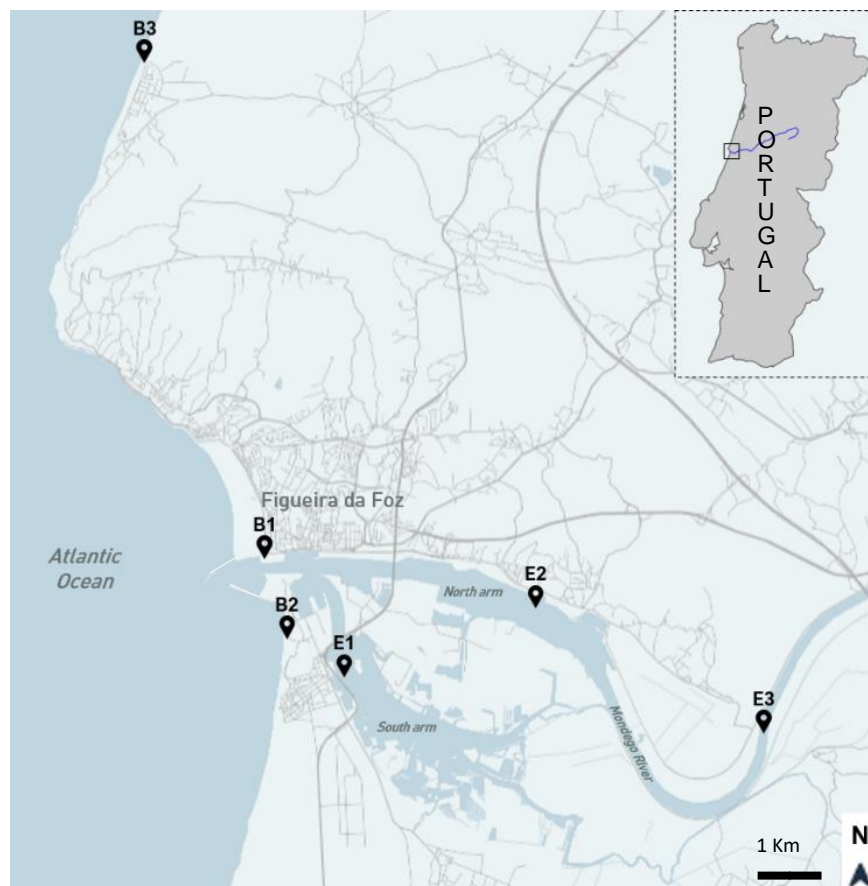 B3
PORTUGAL
Figueira da Foz
B1
Atlantic
Ocean
North arm
E2
B2
E1
South arm
Mondego River
E3
1 Km
N